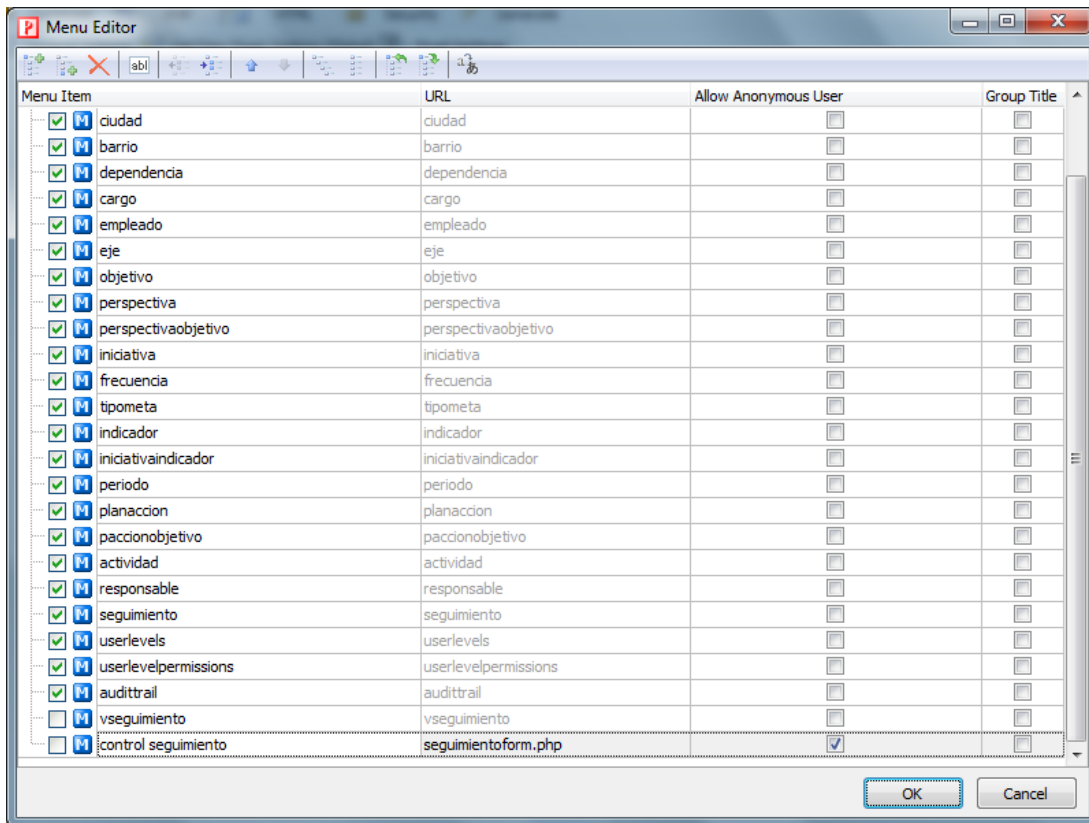 Menu Editor
abl
Menu Item URL Allow Anonymous User Group Title
M ciudad ciudad
M barrio barrio
M dependencia dependencia
M cargo cargo
M empleado empleado
M eje eje
M objetivo objetivo
M perspectiva perspectiva
M perspectivaobjetivo perspectivaobjetivo
M iniciativa iniciativa
M frecuencia frecuencia
M tipometa tipometa
M indicador indicador
M iniciativaindicador iniciativaindicador
M periodo periodo
M planaccion planaccion
M paccionobjetivo paccionobjetivo
M actividad actividad
M responsable responsable
M seguimiento seguimiento
M userlevels userlevels
M userlevelpermissions userlevelpermissions
M audittrail audittrail
M vseguimiento vseguimiento
M control seguimiento seguimientoform.php
OK Cancel